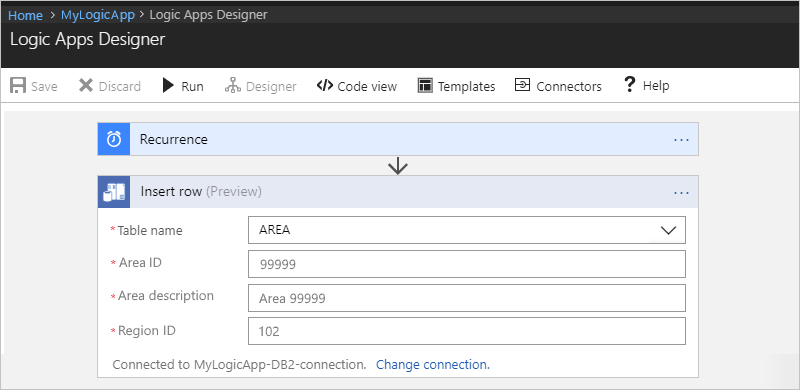 Home > MyLogicApp > Logic Apps Designer
Logic Apps Designer
Save Discard Run Designer Code view Templates Connectors Help
Recurrence ...
Insert row (Preview) ...
*Table name AREA
*Area ID 99999
*Area description Area 99999
*Region ID 102
Connected to MyLogicApp-DB2-connection. Change connection.